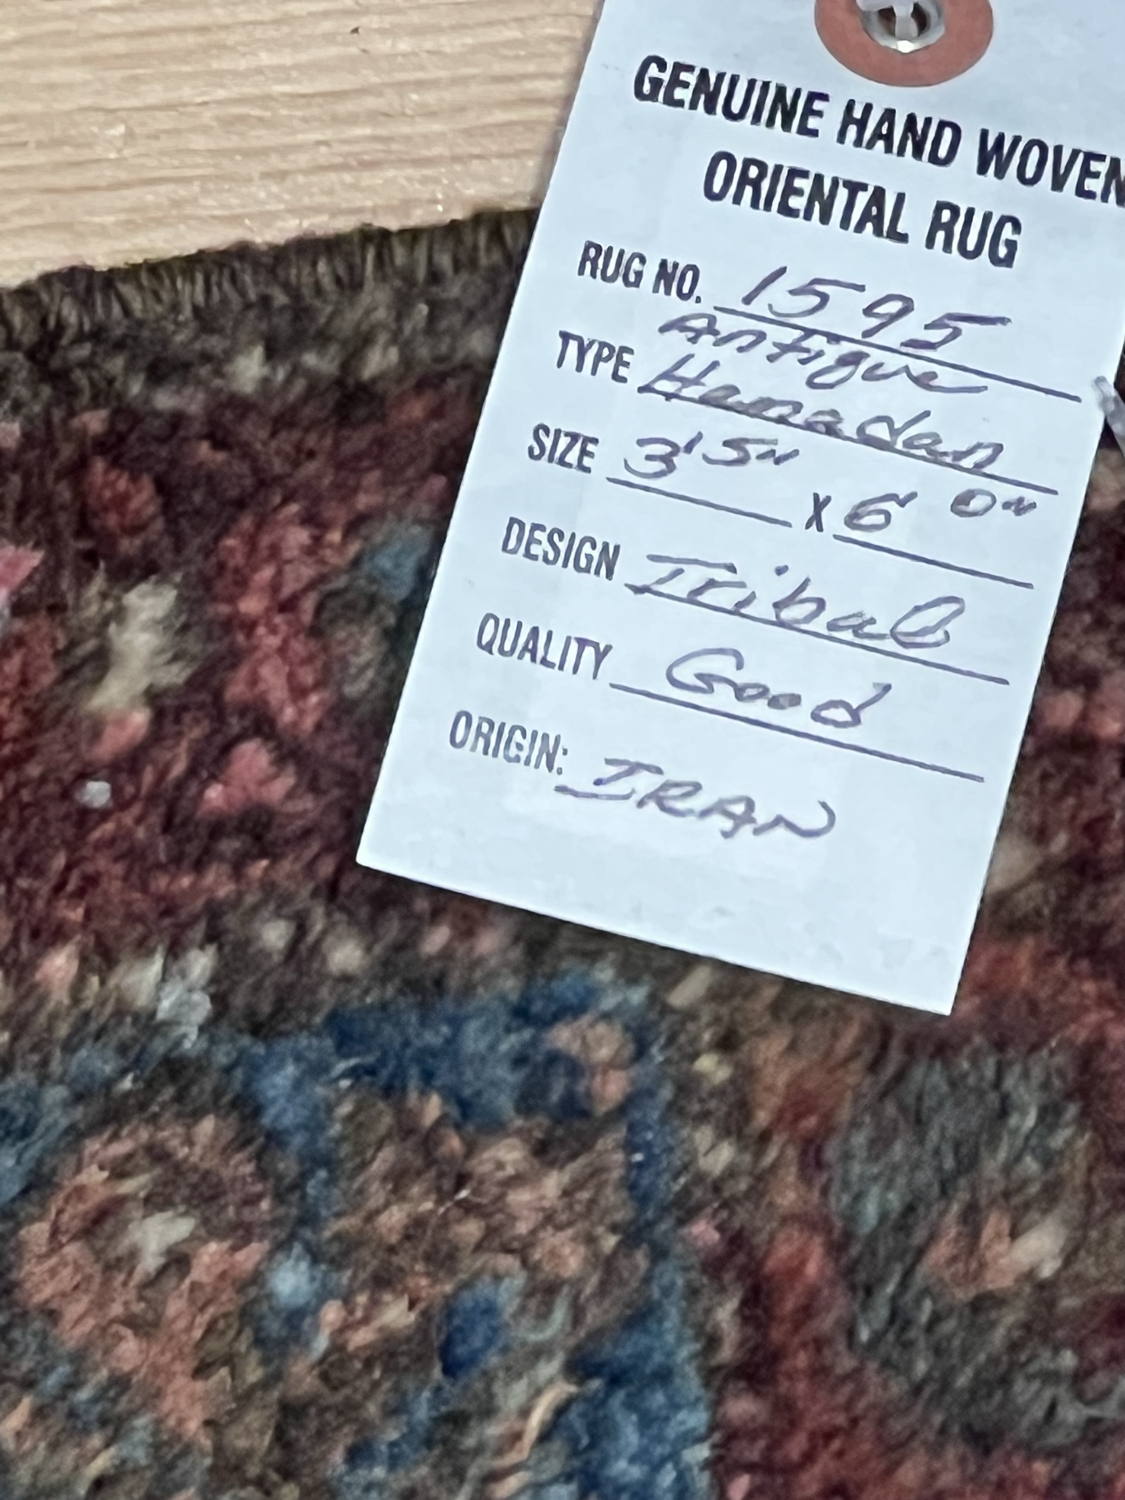 GENUINE HAND WOVEN
ORIENTAL RUG
RUG NO. 1595
Antique
TYPE Hamadan
SIZE 3' 5" X 6' 0"
DESIGN Tribal
QUALITY Good
ORIGIN: IRAN